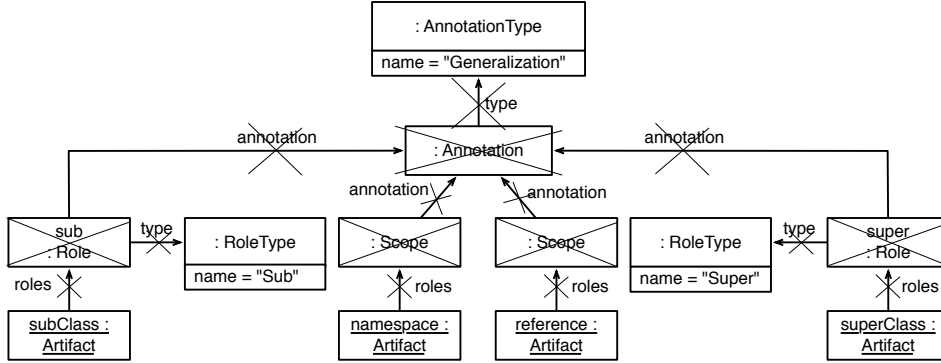 : AnnotationType
name = "Generalization"
type
annotation
: Annotation
annotation
annotation
annotation
sub
: Role
type
: RoleType
name = "Sub"
: Scope
: Scope
: RoleType
name = "Super"
type
super
: Role
roles
roles
roles
roles
subClass :
Artifact
namespace :
Artifact
reference :
Artifact
superClass :
Artifact